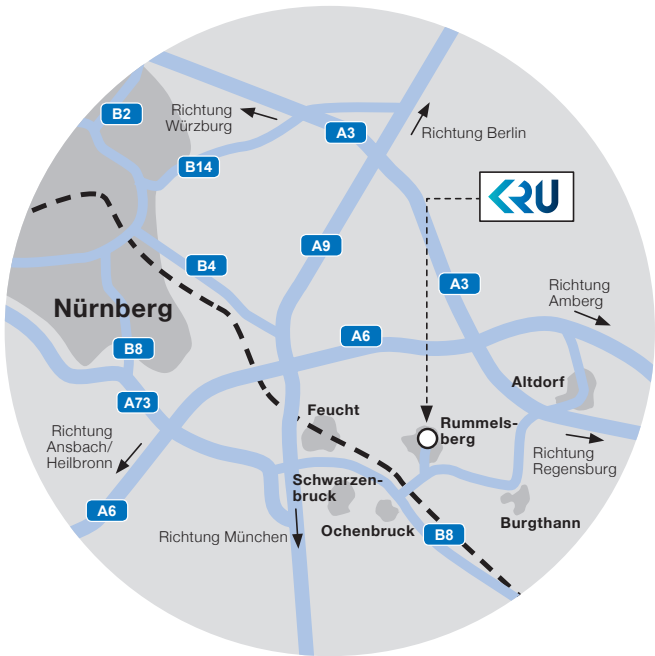 B2
Richtung
Würzburg
A3
Richtung Berlin
B14
KRU
A9
B4
A3
Richtung
Amberg
Nürnberg
A6
B8
Altdorf
A73
Feucht
Rummels-
berg
Richtung
Ansbach/
Heilbronn
Richtung
Regensburg
Schwarzen-
bruck
A6
Burgthann
Ochenbruck
B8
Richtung München